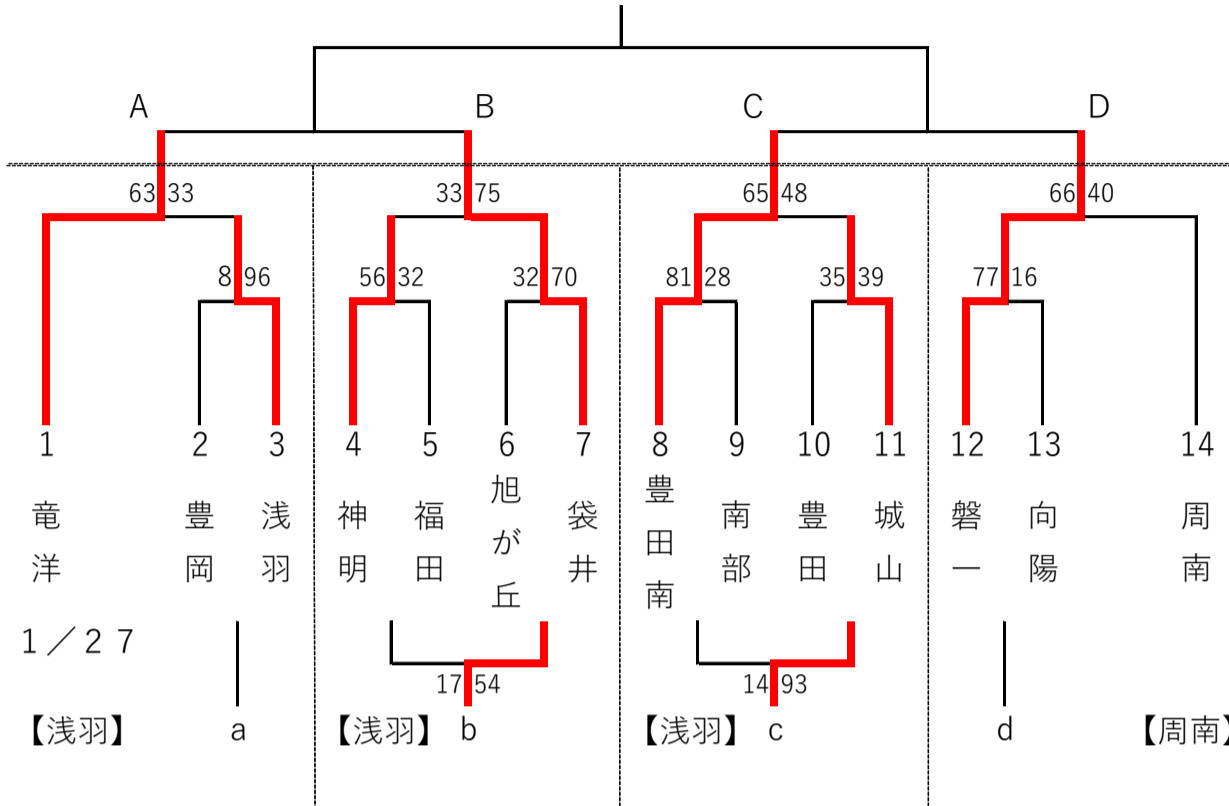 A B C D
63 33 33 75 65 48 66 40
8 96 56 32 32 70 81 28 35 39 77 16
1 2 3 4 5 6 7 8 9 10 11 12 13 14
竜洋 豊岡 浅羽 神明 福田 旭が丘 袋井 豊田南 南部 豊田 城山 磐一 向陽 周南
1／27
17 54 14 93
【浅羽】 a 【浅羽】 b 【浅羽】 c d 【周南】